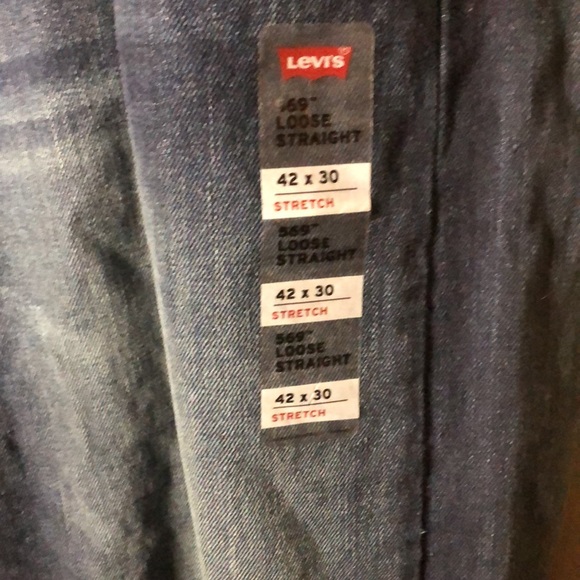 Levi's
569™
LOOSE
STRAIGHT
42 x 30
STRETCH
569™
LOOSE
STRAIGHT
42 x 30
STRETCH
569™
LOOSE
STRAIGHT
42 x 30
STRETCH